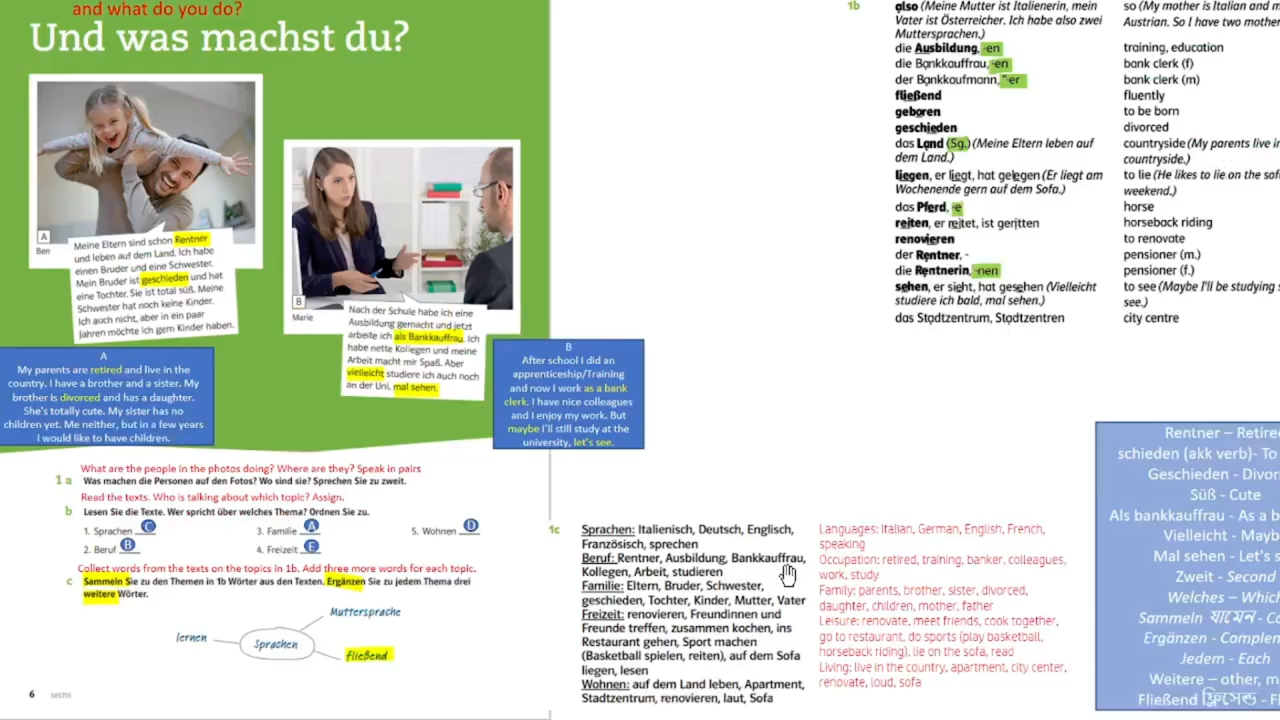 and what do you do?
Und was machst du?
A
Ben
Meine Eltern sind schon Rentner
und leben auf dem Land. Ich habe
einen Bruder und eine Schwester.
Mein Bruder ist geschieden und hat
eine Tochter. Sie ist total süß. Meine
Schwester hat noch keine Kinder.
Ich auch nicht, aber in ein paar
Jahren möchte ich gern Kinder haben.
B
Marie
Nach der Schule habe ich eine
Ausbildung gemacht und jetzt
arbeite ich als Bankkauffrau. Ich
habe nette Kollegen und meine
Arbeit macht mir Spaß. Aber
vielleicht studiere ich auch noch
an der Uni, mal sehen.
A
My parents are retired and live in the
country. I have a brother and a sister. My
brother is divorced and has a daughter.
She's totally cute. My sister has no
children yet. Me neither, but in a few years
I would like to have children.
B
After school I did an
apprenticeship/Training
and now I work as a bank
clerk. I have nice colleagues
and I enjoy my work. But
maybe I'll still study at the
university, let's see.
What are the people in the photos doing? Where are they? Speak in pairs
1 a Was machen die Personen auf den Fotos? Wo sind sie? Sprechen Sie zu zweit.
Read the texts. Who is talking about which topic? Assign.
b Lesen Sie die Texte. Wer spricht über welches Thema? Ordnen Sie zu.
1. Sprachen C 3. Familie A 5. Wohnen D
2. Beruf B 4. Freizeit E
Collect words from the texts on the topics in 1b. Add three more words for each topic.
c Sammeln Sie zu den Themen in 1b Wörter aus den Texten. Ergänzen Sie zu jedem Thema drei
weitere Wörter.
Muttersprache
lernen
Sprachen
fließend
6 sechs
1b also (Meine Mutter ist Italienerin, mein
Vater ist Österreicher. Ich habe also zwei
Muttersprachen.)
die Ausbildung, -en
die Bankkauffrau, -en
der Bankkaufmann, "-er
fließend
geboren
geschieden
das Land (Sg.) (Meine Eltern leben auf
dem Land.)
liegen, er liegt, hat gelegen (Er liegt am
Wochenende gern auf dem Sofa.)
das Pferd, -e
reiten, er reitet, ist geritten
renovieren
der Rentner, -
die Rentnerin, -nen
sehen, er sieht, hat gesehen (Vielleicht
studiere ich bald, mal sehen.)
das Stadtzentrum, Stadtzentren
so (My mother is Italian and m
Austrian. So I have two mother
training, education
bank clerk (f)
bank clerk (m)
fluently
to be born
divorced
countryside (My parents live in
countryside.)
to lie (He likes to lie on the sofa
weekend.)
horse
horseback riding
to renovate
pensioner (m.)
pensioner (f.)
to see (Maybe I'll be studying s
see.)
city centre
1c Sprachen: Italienisch, Deutsch, Englisch,
Französisch, sprechen
Beruf: Rentner, Ausbildung, Bankkauffrau,
Kollegen, Arbeit, studieren
Familie: Eltern, Bruder, Schwester,
geschieden, Tochter, Kinder, Mutter, Vater
Freizeit: renovieren, Freundinnen und
Freunde treffen, zusammen kochen, ins
Restaurant gehen, Sport machen
(Basketball spielen, reiten), auf dem Sofa
liegen, lesen
Wohnen: auf dem Land leben, Apartment,
Stadtzentrum, renovieren, laut, Sofa
Languages: Italian, German, English, French,
speaking
Occupation: retired, training, banker, colleagues,
work, study
Family: parents, brother, sister, divorced,
daughter, children, mother, father
Leisure: renovate, meet friends, cook together,
go to restaurant, do sports (play basketball,
horseback riding), lie on the sofa, read
Living: live in the country, apartment, city center,
renovate, loud, sofa
Rentner – Retire
schieden (akk verb)- To
Geschieden - Divor
Süß - Cute
Als bankkauffrau - As a b
Vielleicht - Mayb
Mal sehen - Let's s
Zweit - Second
Welches – Whic
Sammeln যামেন - Co
Ergänzen - Complem
Jedem - Each
Weitere – other, m
Fließend ফ্লিসেন্ড - F